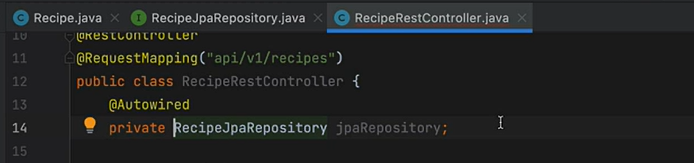 Recipe.java RecipeJpaRepository.java RecipeRestController.java
10 @RestController
11 @RequestMapping("api/v1/recipes")
12 public class RecipeRestController {
13 @Autowired
14 private RecipeJpaRepository jpaRepository;
15